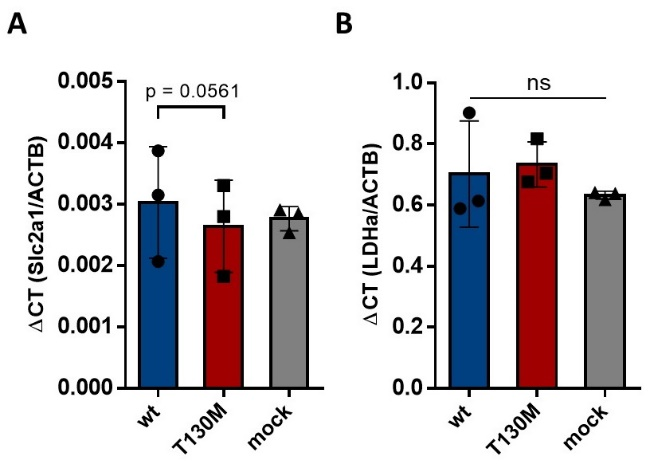 A
B
p = 0.0561
ns
ΔCT (Slc2a1/ACTB)
0.005
0.004
0.003
0.002
0.001
0.000
wt
T130M
mock
ΔCT (LDHa/ACTB)
1.0
0.8
0.6
0.4
0.2
0.0
wt
T130M
mock